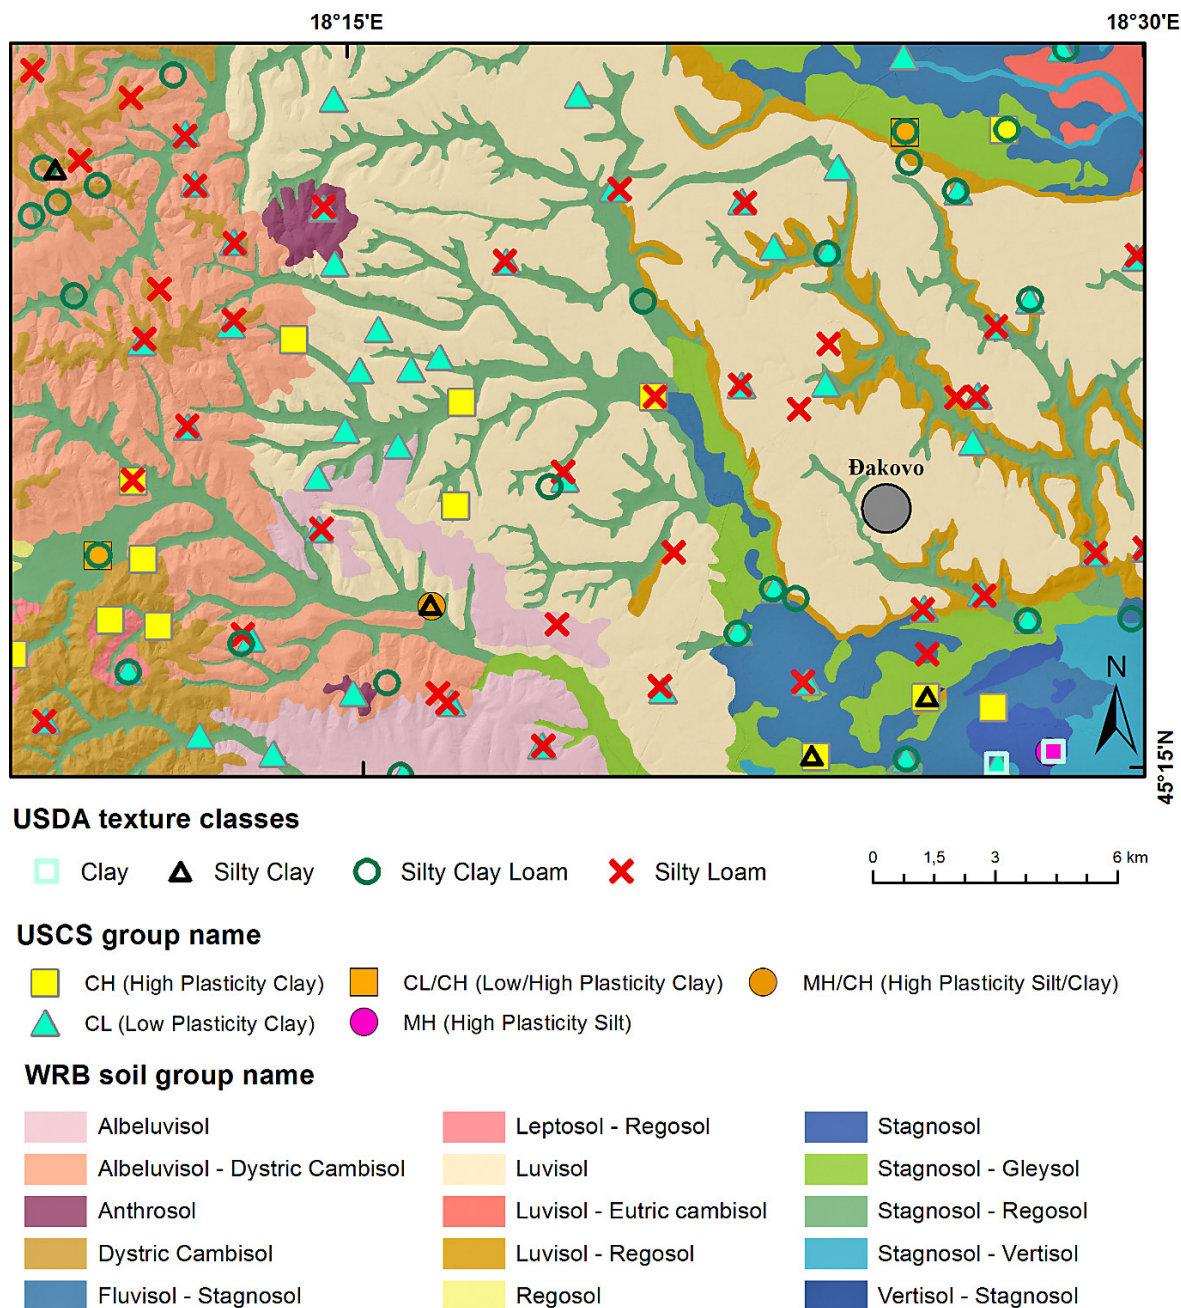 18°15'E
18°30'E
Đakovo
N
45°15'N
USDA texture classes
Clay
Silty Clay
Silty Clay Loam
Silty Loam
0
1,5
3
6 km
USCS group name
CH (High Plasticity Clay)
CL/CH (Low/High Plasticity Clay)
MH/CH (High Plasticity Silt/Clay)
CL (Low Plasticity Clay)
MH (High Plasticity Silt)
WRB soil group name
Albeluvisol
Leptosol - Regosol
Stagnosol
Albeluvisol - Dystric Cambisol
Luvisol
Stagnosol - Gleysol
Anthrosol
Luvisol - Eutric cambisol
Stagnosol - Regosol
Dystric Cambisol
Luvisol - Regosol
Stagnosol - Vertisol
Fluvisol - Stagnosol
Regosol
Vertisol - Stagnosol